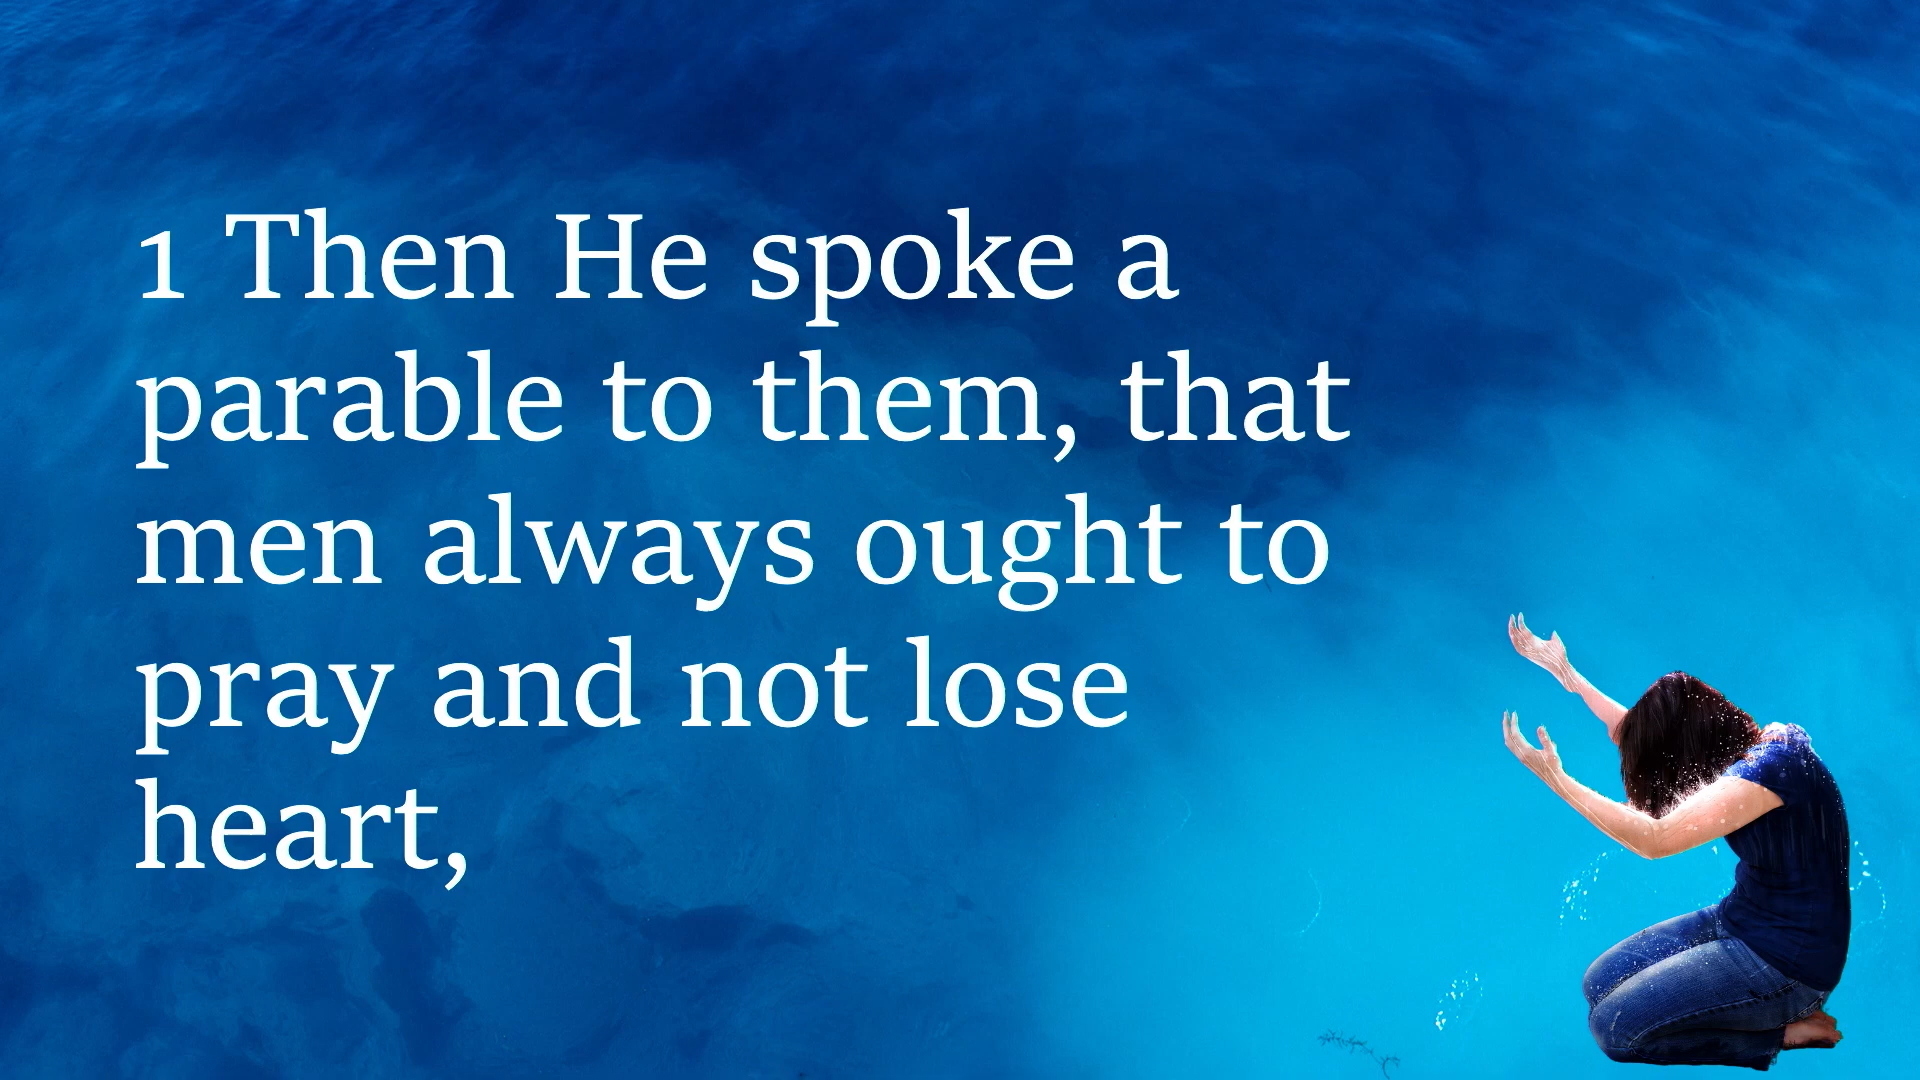 1 Then He spoke a
parable to them, that
men always ought to
pray and not lose
heart,